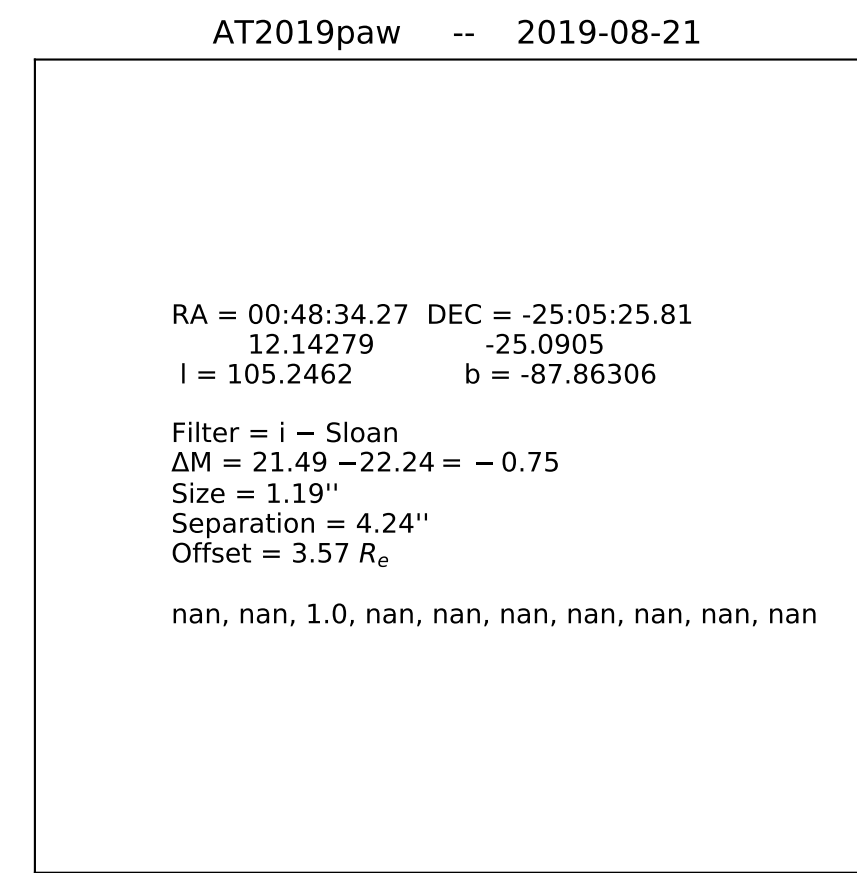 AT2019paw -- 2019-08-21
RA = 00:48:34.27 DEC = -25:05:25.81
12.14279 -25.0905
l = 105.2462 b = -87.86306
Filter = i − Sloan
ΔM = 21.49 −22.24 = − 0.75
Size = 1.19''
Separation = 4.24''
Offset = 3.57 Re
nan, nan, 1.0, nan, nan, nan, nan, nan, nan, nan